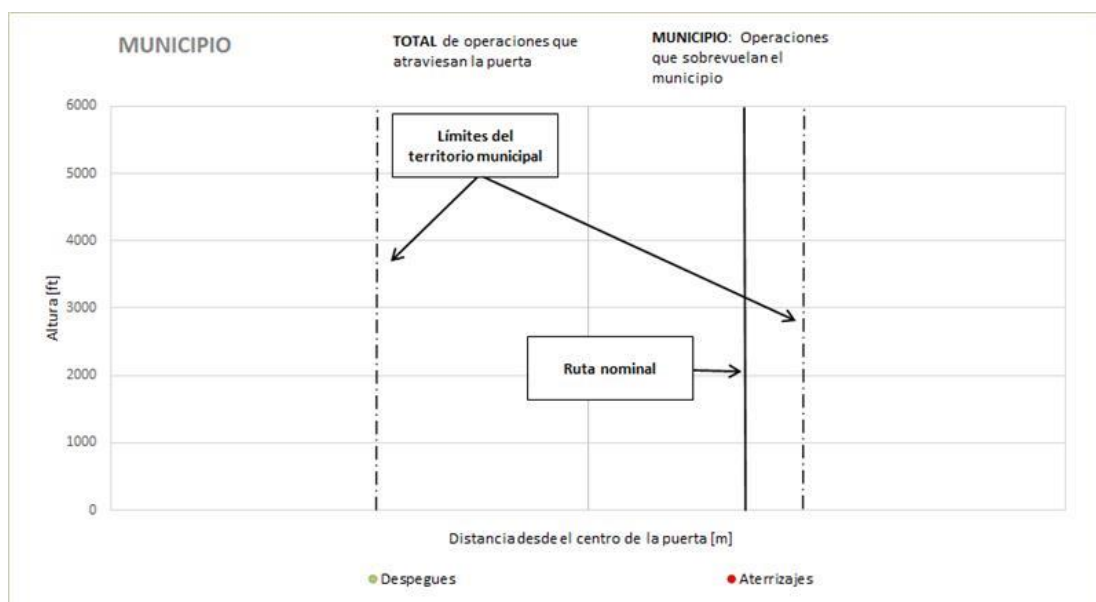 MUNICIPIO
TOTAL de operaciones que
atraviesan la puerta
MUNICIPIO: Operaciones
que sobrevuelan el
municipio
6000
5000
4000
3000
2000
1000
0
Altura [ft]
Límites del
territorio municipal
Ruta nominal
Distancia desde el centro de la puerta [m]
Despegues
Aterrizajes